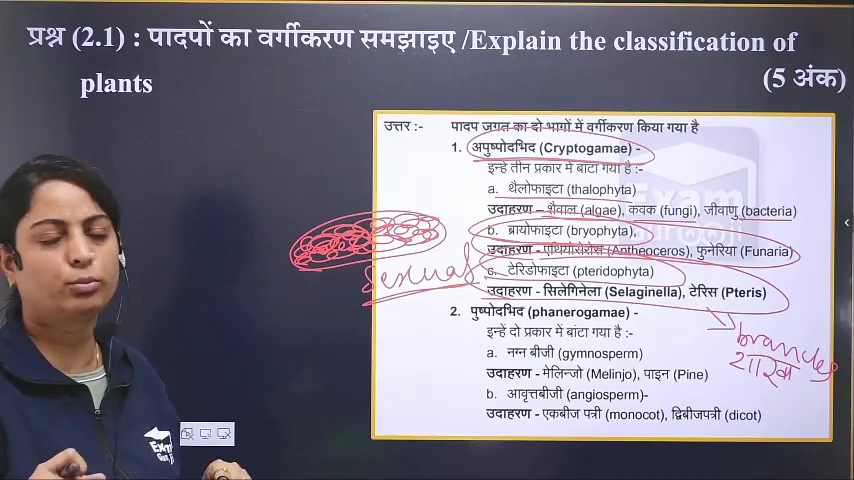 प्रश्न (2.1) : पादपों का वर्गीकरण समझाइए /Explain the classification of
plants
(5 अंक)
उत्तर :- पादप जगत का दो भागों में वर्गीकरण किया गया है
1. अपुष्पोदभिद (Cryptogamae) -
इन्हें तीन प्रकार में बांटा गया है :-
a. थैलोफाइटा (thalophyta)
उदाहरण – शैवाल (algae), कवक (fungi), जीवाणु (bacteria)
b. ब्रायोफाइटा (bryophyta),
उदाहरण – एंथियोसेरोस (Antheoceros), फुनेरिया (Funaria)
c. टेरिडोफाइटा (pteridophyta)
उदाहरण - सिलेगिनेला (Selaginella), टेरिस (Pteris)
2. पुष्पोदभिद (phanerogamae) -
इन्हें दो प्रकार में बांटा गया है :-
a. नग्न बीजी (gymnosperm)
उदाहरण - मेलिन्जो (Melinjo), पाइन (Pine)
b. आवृत्तबीजी (angiosperm)-
उदाहरण - एकबीज पत्री (monocot), द्विबीजपत्री (dicot)
Sexual
branches
शाखा
Exam
Guruji